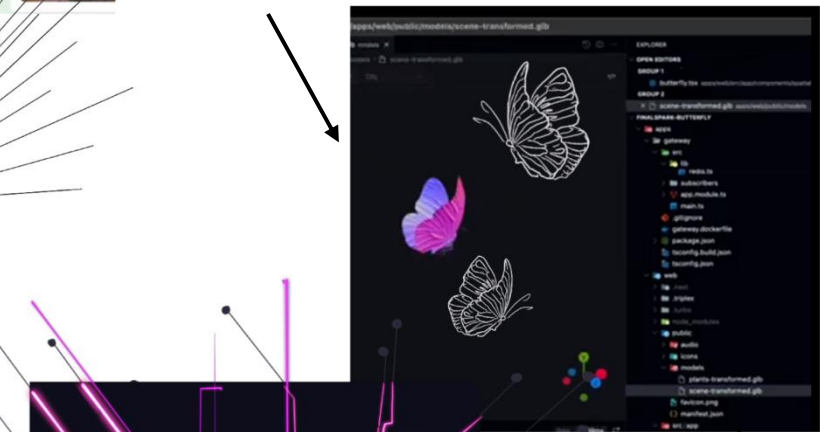 apps/web/public/models/scene-transformed.glb
scene-transformed.glb
EXPLORER
OPEN EDITORS
GROUP 1
butterfly.tsx
GROUP 2
scene-transformed.glb apps/web/public/models
FINALSPARK-BUTTERFLY
apps
gateway
src
lib
redis.ts
subscribers
app.module.ts
main.ts
.gitignore
gateway.dockerfile
package.json
tsconfig.build.json
tsconfig.json
web
.next
.triplex
.turbo
node_modules
public
audio
icons
models
plants-transformed.glb
scene-transformed.glb
favicon.png
manifest.json
src/app
Y